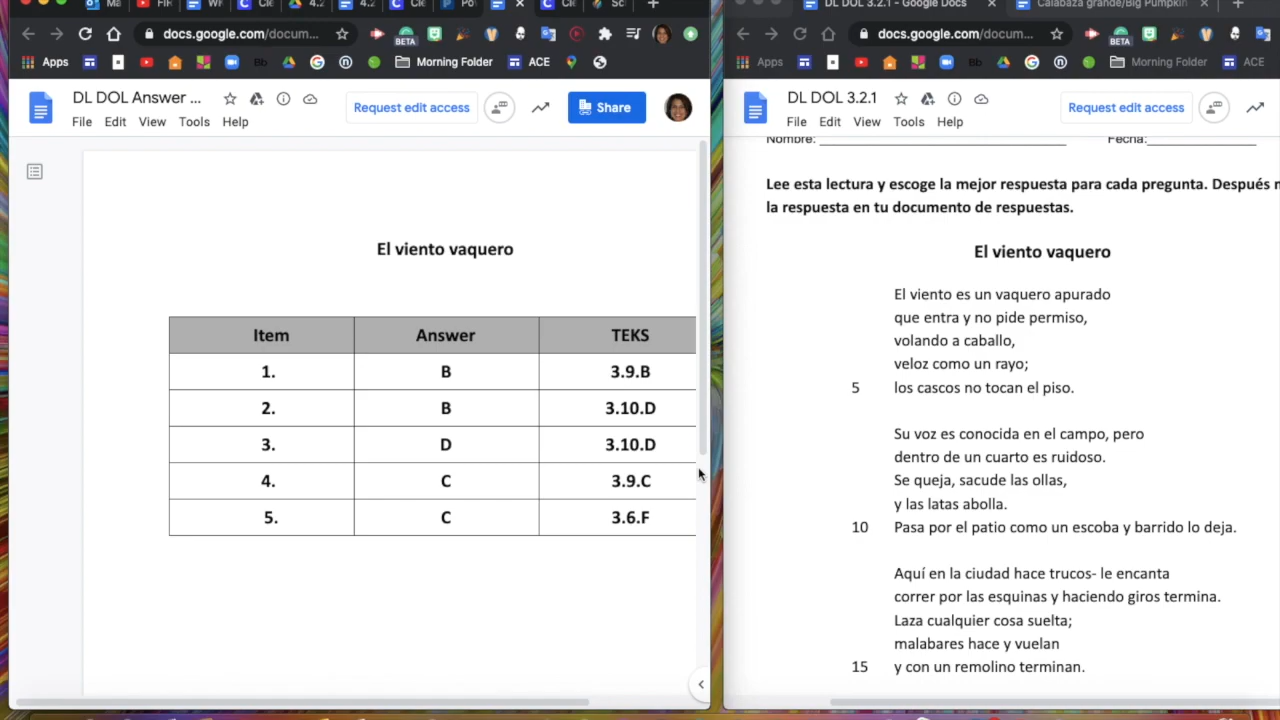 docs.google.com/docum...
BETA
Apps
Bb
Morning Folder
ACE
DL DOL Answer ...
Request edit access
Share
File Edit View Tools Help
El viento vaquero
Item Answer TEKS
1. B 3.9.B
2. B 3.10.D
3. D 3.10.D
4. C 3.9.C
5. C 3.6.F
DL DOL 3.2.1 - Google Docs
Calabaza grande/Big Pumpkin
docs.google.com/docum...
BETA
Apps
Bb
Morning Folder
ACE
DL DOL 3.2.1
Request edit access
File Edit View Tools Help
Nombre: Fecha:
Lee esta lectura y escoge la mejor respuesta para cada pregunta. Después
la respuesta en tu documento de respuestas.
El viento vaquero
El viento es un vaquero apurado
que entra y no pide permiso,
volando a caballo,
veloz como un rayo;
5 los cascos no tocan el piso.
Su voz es conocida en el campo, pero
dentro de un cuarto es ruidoso.
Se queja, sacude las ollas,
y las latas abolla.
10 Pasa por el patio como un escoba y barrido lo deja.
Aquí en la ciudad hace trucos- le encanta
correr por las esquinas y haciendo giros termina.
Laza cualquier cosa suelta;
malabares hace y vuelan
15 y con un remolino terminan.